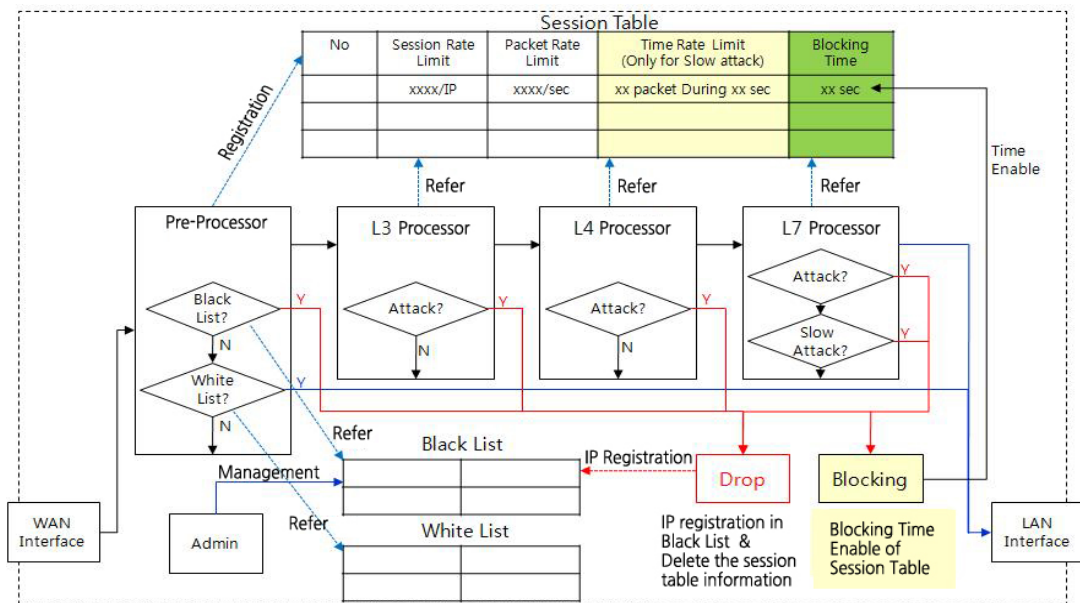 Session Table
No
Session Rate
Limit
Packet Rate
Limit
Time Rate Limit
(Only for Slow attack)
Blocking
Time
xxxx/IP
xxxx/sec
xx packet During xx sec
xx sec
Registration
Refer
Refer
Refer
Time
Enable
Pre-Processor
L3 Processor
L4 Processor
L7 Processor
Black
List?
Y
N
White
List?
Y
N
Attack?
Y
N
Attack?
Y
N
Attack?
Y
Slow
Attack?
Y
Refer
Black List
Management
IP Registration
Drop
Blocking
WAN
Interface
Admin
Refer
White List
IP registration in
Black List &
Delete the session
table information
Blocking Time
Enable of
Session Table
LAN
Interface